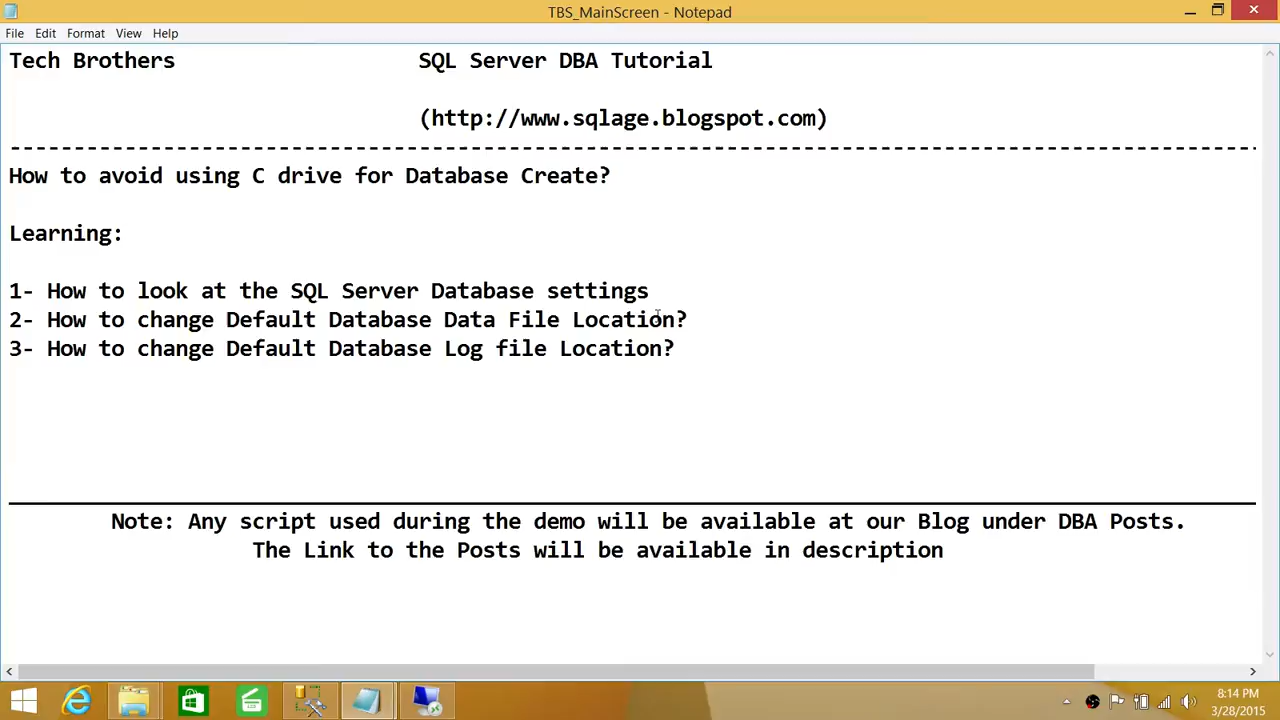 TBS_MainScreen - Notepad
File Edit Format View Help
Tech Brothers SQL Server DBA Tutorial
(http://www.sqlage.blogspot.com)
--------------------------------------------------------------------------------------------------
How to avoid using C drive for Database Create?
Learning:
1- How to look at the SQL Server Database settings
2- How to change Default Database Data File Location?
3- How to change Default Database Log file Location?
Note: Any script used during the demo will be available at our Blog under DBA Posts.
The Link to the Posts will be available in description
8:14 PM
3/28/2015